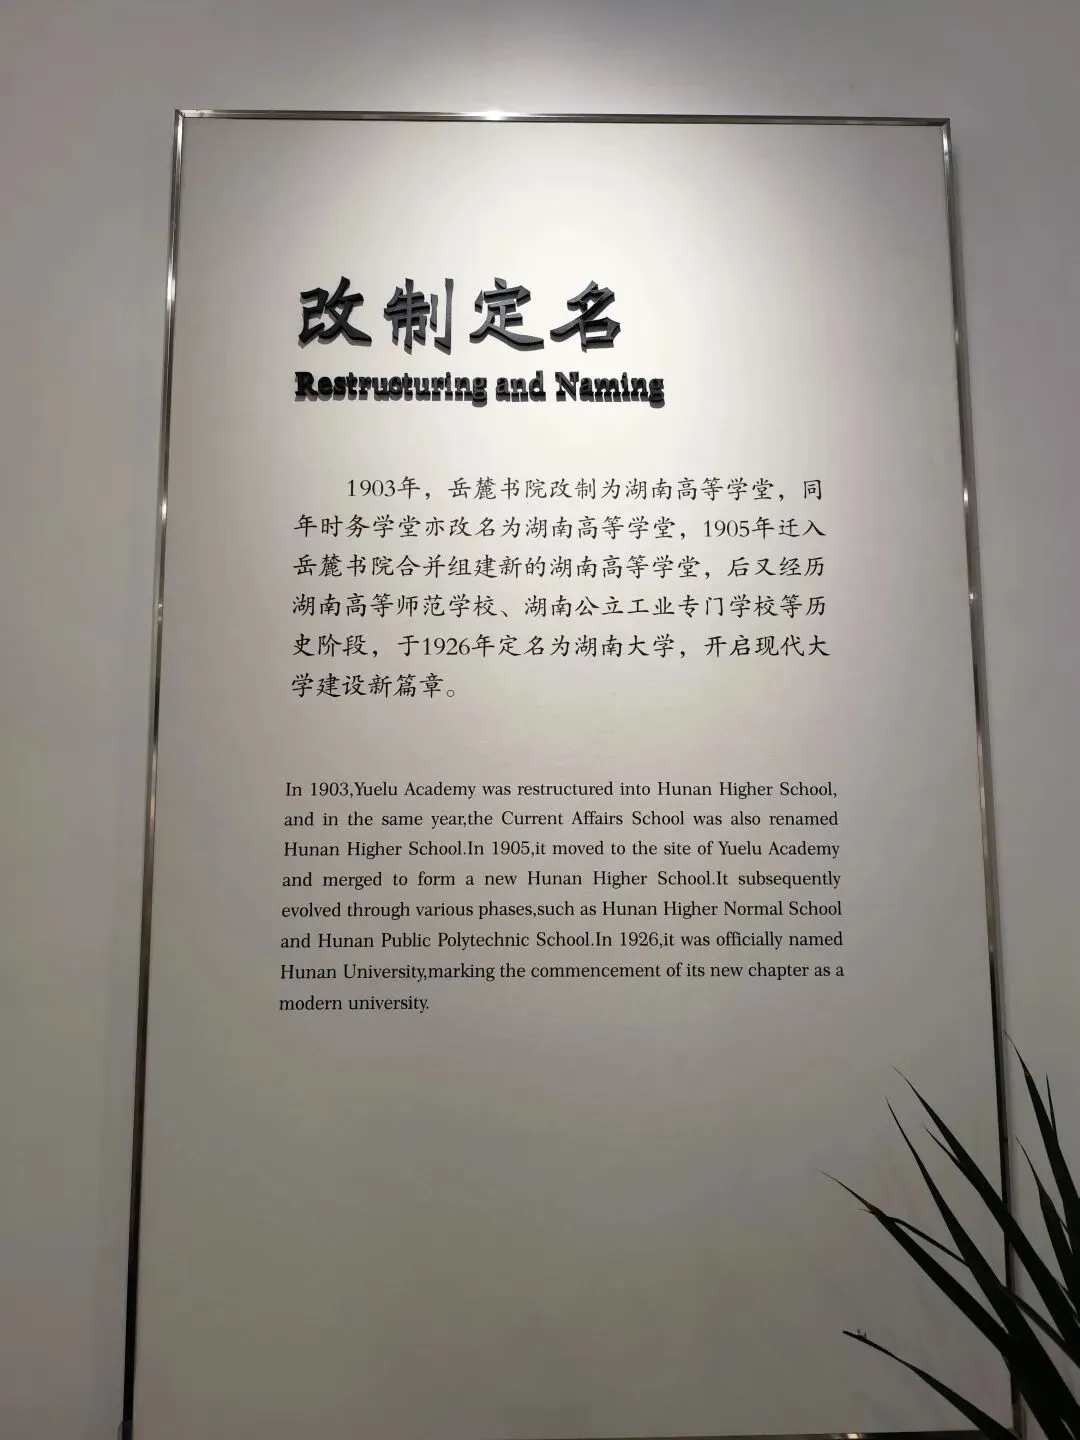 改制定名
Restructuring and Naming
1903年，岳麓书院改制为湖南高等学堂，同
年时务学堂亦改名为湖南高等学堂，1905年迁入
岳麓书院合并组建新的湖南高等学堂，后又经历
湖南高等师范学校、湖南公立工业专门学校等历
史阶段，于1926年定名为湖南大学，开启现代大
学建设新篇章。
In 1903,Yuelu Academy was restructured into Hunan Higher School,
and in the same year,the Current Affairs School was also renamed
Hunan Higher School.In 1905,it moved to the site of Yuelu Academy
and merged to form a new Hunan Higher School.It subsequently
evolved through various phases,such as Hunan Higher Normal School
and Hunan Public Polytechnic School.In 1926,it was officially named
Hunan University,marking the commencement of its new chapter as a
modern university.